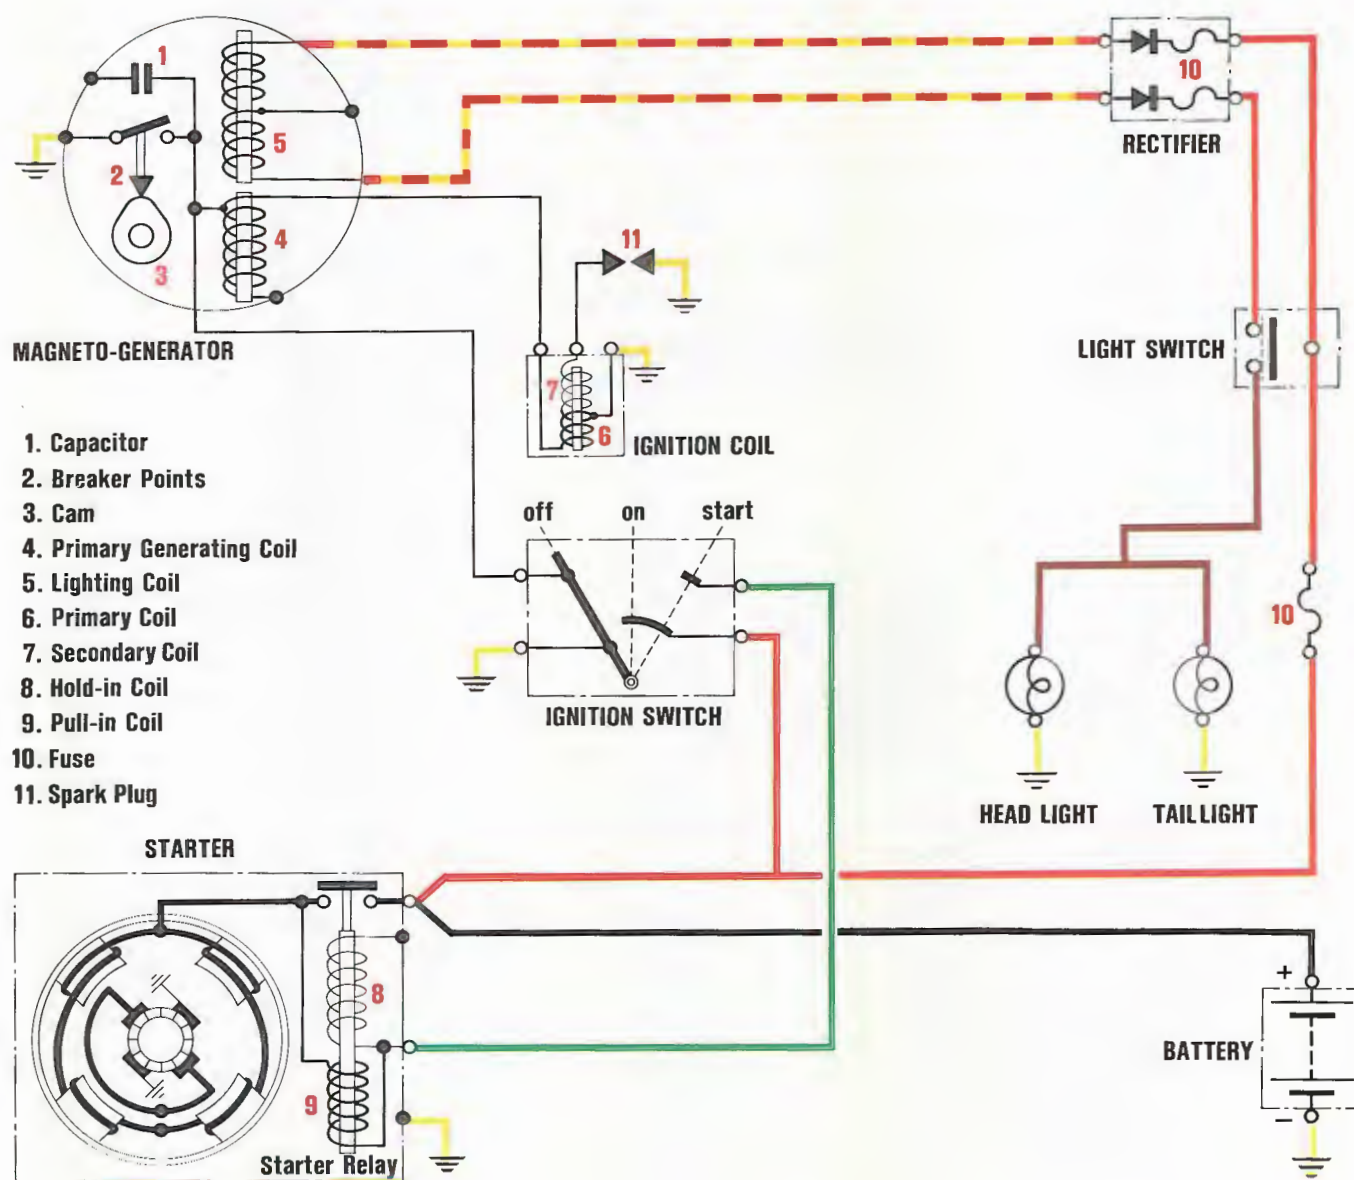 1
5
2
3
4
MAGNETO-GENERATOR
10
RECTIFIER
11
7
6
IGNITION COIL
LIGHT SWITCH
1. Capacitor
2. Breaker Points
3. Cam
4. Primary Generating Coil
5. Lighting Coil
6. Primary Coil
7. Secondary Coil
8. Hold-in Coil
9. Pull-in Coil
10. Fuse
11. Spark Plug
off on start
IGNITION SWITCH
10
HEAD LIGHT TAILLIGHT
STARTER
8
9
Starter Relay
+
BATTERY
−